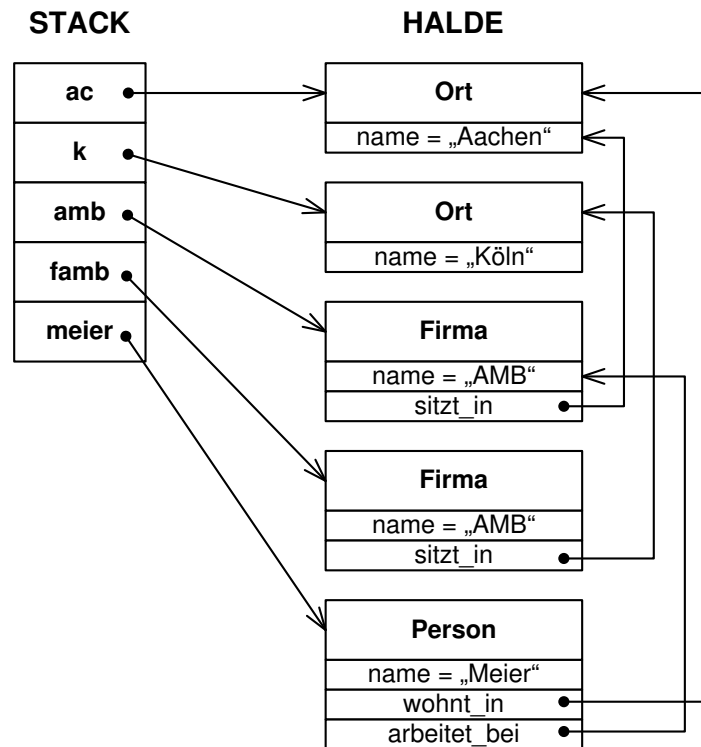 STACK
HALDE
ac
k
amb
famb
meier
Ort
name = „Aachen“
Ort
name = „Köln“
Firma
name = „AMB“
sitzt_in
Firma
name = „AMB“
sitzt_in
Person
name = „Meier“
wohnt_in
arbeitet_bei